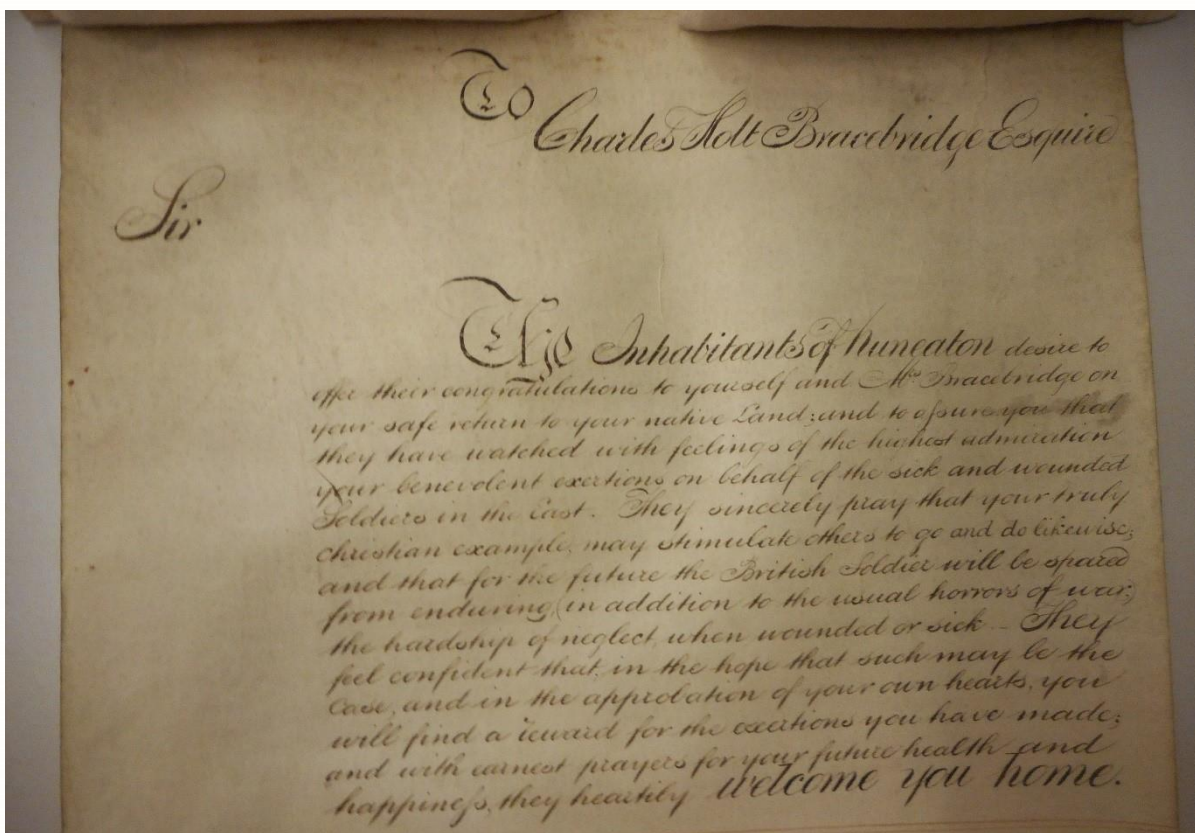 To
Charles Holt Bracebridge Esquire
Sir
The Inhabitants of Nuneaton desire to
offer their congratulations to yourself and Mrs Bracebridge on
your safe return to your native Land; and to assure you that
they have watched with feelings of the highest admiration
your benevolent exertions on behalf of the sick and wounded
Soldiers in the East. They sincerely pray that your truly
christian example, may stimulate others to go and do likewise;
and that for the future the British Soldier will be spared
from enduring, (in addition to the usual horrors of war,)
the hardship of neglect, when wounded or sick – They
feel confident that, in the hope that such may be the
Case, and in the approbation of your own hearts, you
will find a reward for the exertions you have made;
and with earnest prayers for your future health and
happiness, they heartily welcome you home.